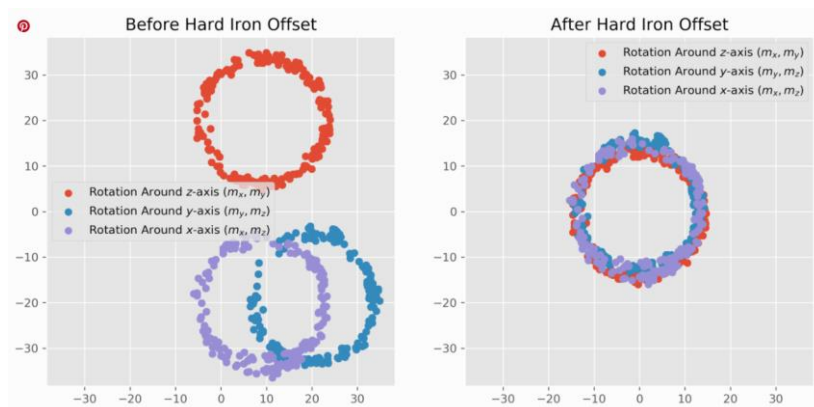 Before Hard Iron Offset
30
20
10
0
−10
−20
−30
−30 −20 −10 0 10 20 30
Rotation Around z-axis (mx, my)
Rotation Around y-axis (my, mz)
Rotation Around x-axis (mx, mz)
After Hard Iron Offset
30
20
10
0
−10
−20
−30
−30 −20 −10 0 10 20 30
Rotation Around z-axis (mx, my)
Rotation Around y-axis (my, mz)
Rotation Around x-axis (mx, mz)